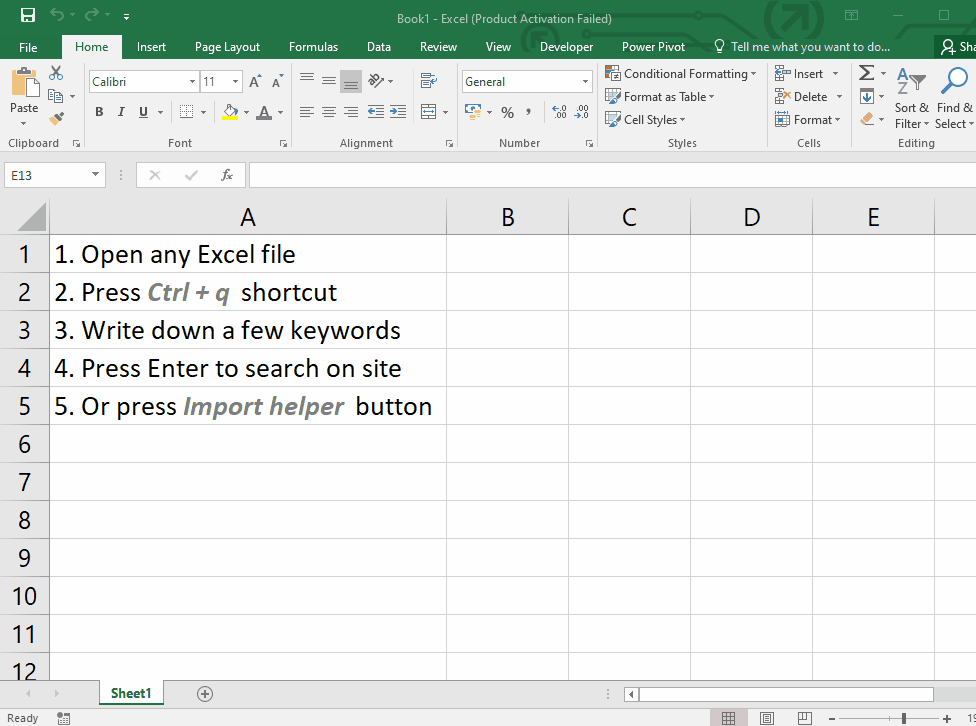 Book1 - Excel (Product Activation Failed)
File Home Insert Page Layout Formulas Data Review View Developer Power Pivot Tell me what you want to do... Sha
Paste
Clipboard
Calibri 11
B I U
Font
Alignment
General
% , .00
Number
Conditional Formatting
Format as Table
Cell Styles
Styles
Insert
Delete
Format
Cells
Sort & Filter
Find & Select
Editing
E13 fx
A B C D E
1 1. Open any Excel file
2 2. Press Ctrl + q shortcut
3 3. Write down a few keywords
4 4. Press Enter to search on site
5 5. Or press Import helper button
6
7
8
9
10
11
12
Sheet1
Ready